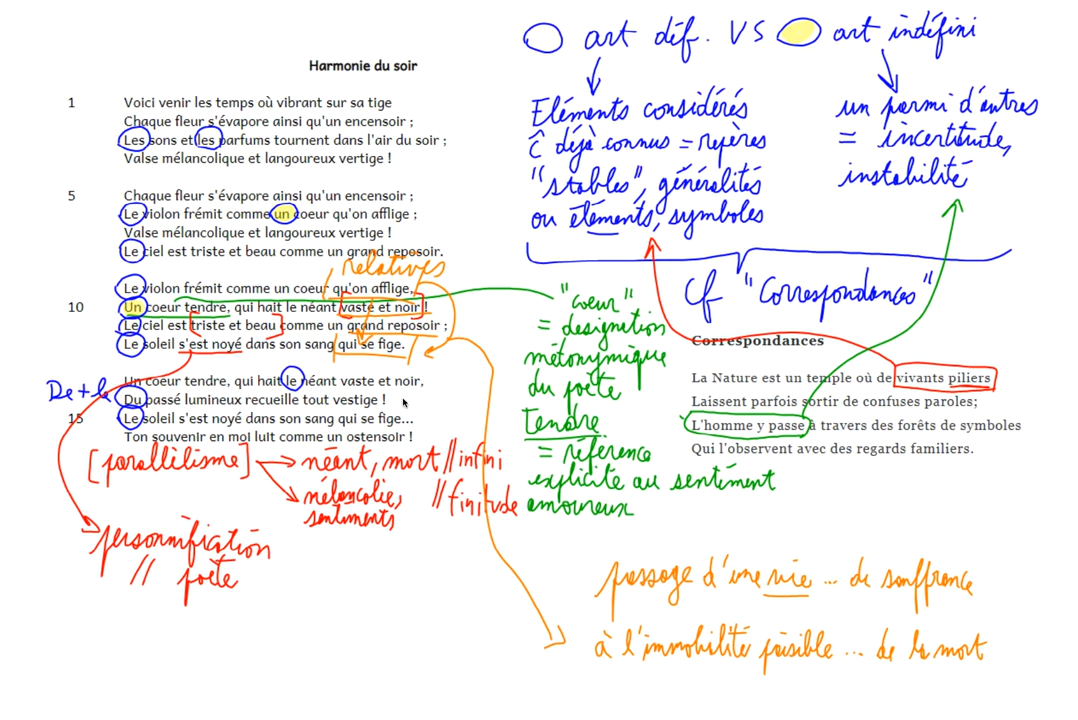 art déf. VS art indéfini
Harmonie du soir
Eléments considérés
ĉ déjà connus = repères
"stables", généralités
ou éléments, symboles
un parmi d'autres
= incertitude,
instabilité
1 Voici venir les temps où vibrant sur sa tige
Chaque fleur s'évapore ainsi qu'un encensoir ;
Les sons et les parfums tournent dans l'air du soir ;
Valse mélancolique et langoureux vertige !
5 Chaque fleur s'évapore ainsi qu'un encensoir ;
Le violon frémit comme un coeur qu'on afflige ;
Valse mélancolique et langoureux vertige !
Le ciel est triste et beau comme un grand reposoir.
relatives
Le violon frémit comme un coeur qu'on afflige,
10 Un coeur tendre, qui hait le néant vaste et noir !
Le ciel est triste et beau comme un grand reposoir ;
Le soleil s'est noyé dans son sang qui se fige.
De + le
Un coeur tendre, qui hait le néant vaste et noir,
Du passé lumineux recueille tout vestige !
15 Le soleil s'est noyé dans son sang qui se fige...
Ton souvenir en moi luit comme un ostensoir !
cf "Correspondances"
"coeur"
= designation
métonymique
du poète
Tendre
= référence
explicite au sentiment
amoureux
Correspondances
La Nature est un temple où de vivants piliers
Laissent parfois sortir de confuses paroles;
L'homme y passe à travers des forêts de symboles
Qui l'observent avec des regards familiers.
[parallélisme]
néant, mort // infini
mélancolie, // finitude
sentiments
personnification
// poète
passage d'une vie ... de souffrance
à l'immobilité paisible ... de la mort